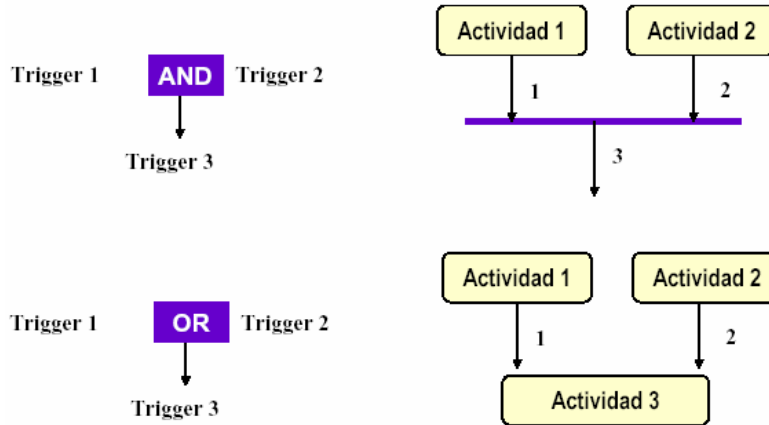 Actividad 1 Actividad 2
Trigger 1 AND Trigger 2
1 2
Trigger 3
3
Actividad 1 Actividad 2
Trigger 1 OR Trigger 2
1 2
Actividad 3
Trigger 3